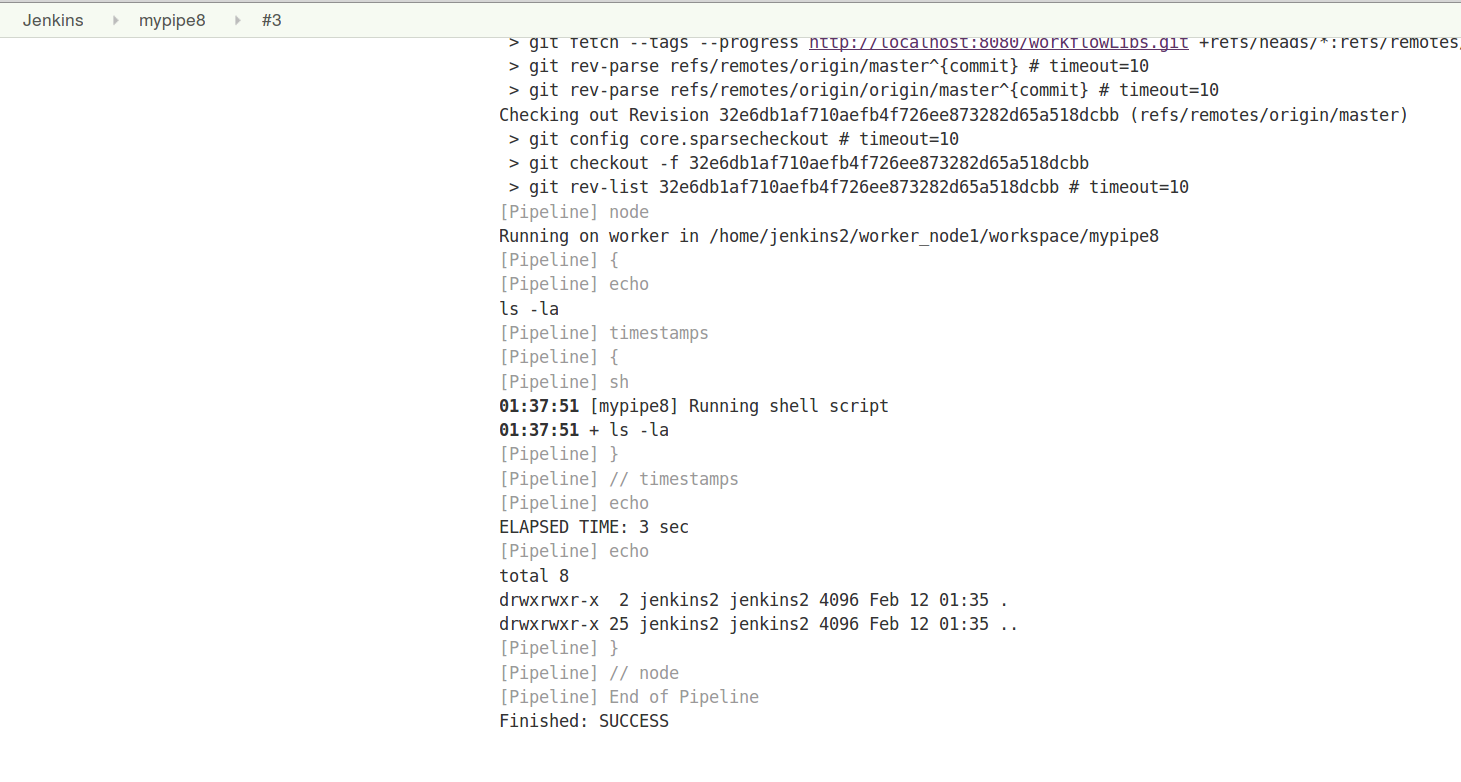 Jenkins mypipe8 #3
> git fetch --tags --progress http://localhost:8080/workflowLibs.git +refs/heads/*:refs/remotes/
> git rev-parse refs/remotes/origin/master^{commit} # timeout=10
> git rev-parse refs/remotes/origin/origin/master^{commit} # timeout=10
Checking out Revision 32e6db1af710aefb4f726ee873282d65a518dcbb (refs/remotes/origin/master)
> git config core.sparsecheckout # timeout=10
> git checkout -f 32e6db1af710aefb4f726ee873282d65a518dcbb
> git rev-list 32e6db1af710aefb4f726ee873282d65a518dcbb # timeout=10
[Pipeline] node
Running on worker in /home/jenkins2/worker_node1/workspace/mypipe8
[Pipeline] {
[Pipeline] echo
ls -la
[Pipeline] timestamps
[Pipeline] {
[Pipeline] sh
01:37:51 [mypipe8] Running shell script
01:37:51 + ls -la
[Pipeline] }
[Pipeline] // timestamps
[Pipeline] echo
ELAPSED TIME: 3 sec
[Pipeline] echo
total 8
drwxrwxr-x  2 jenkins2 jenkins2 4096 Feb 12 01:35 .
drwxrwxr-x 25 jenkins2 jenkins2 4096 Feb 12 01:35 ..
[Pipeline] }
[Pipeline] // node
[Pipeline] End of Pipeline
Finished: SUCCESS